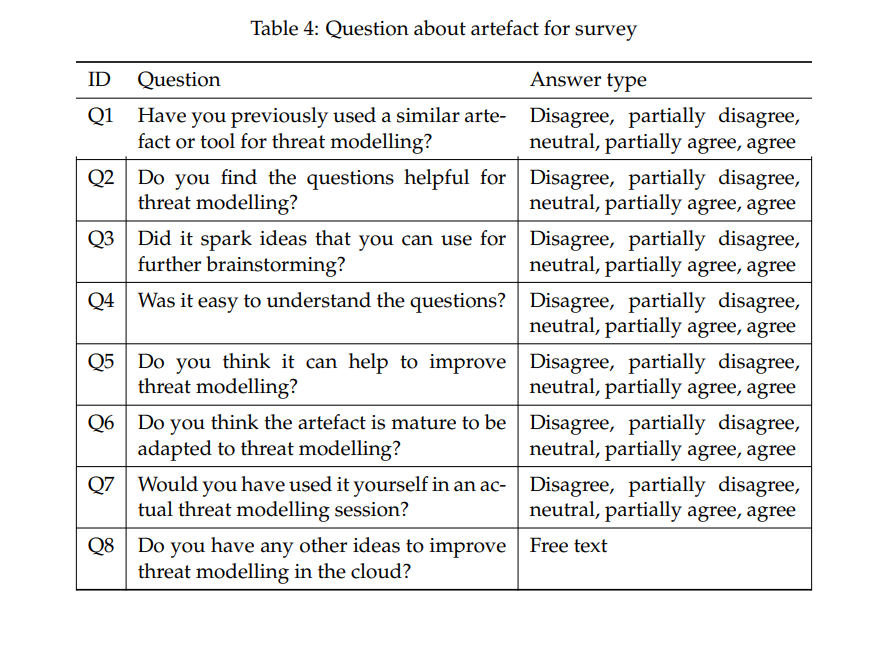 Table 4: Question about artefact for survey
ID Question Answer type
Q1 Have you previously used a similar arte- Disagree, partially disagree,
fact or tool for threat modelling? neutral, partially agree, agree
Q2 Do you find the questions helpful for Disagree, partially disagree,
threat modelling? neutral, partially agree, agree
Q3 Did it spark ideas that you can use for Disagree, partially disagree,
further brainstorming? neutral, partially agree, agree
Q4 Was it easy to understand the questions? Disagree, partially disagree,
neutral, partially agree, agree
Q5 Do you think it can help to improve Disagree, partially disagree,
threat modelling? neutral, partially agree, agree
Q6 Do you think the artefact is mature to be Disagree, partially disagree,
adapted to threat modelling? neutral, partially agree, agree
Q7 Would you have used it yourself in an ac- Disagree, partially disagree,
tual threat modelling session? neutral, partially agree, agree
Q8 Do you have any other ideas to improve Free text
threat modelling in the cloud?